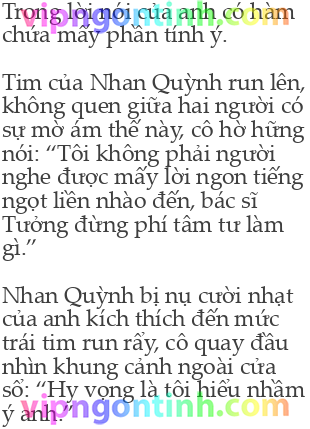 Trong lời nói của anh có hàm
chứa mấy phần tính ý.
Tim của Nhan Quỳnh run lên,
không quen giữa hai người có
sự mờ ám thế này, cô hờ hững
nói: “Tôi không phải người
nghe được mấy lời ngon tiếng
ngọt liền nhào đến, bác sĩ
Tưởng đừng phí tâm tư làm
gì.”
Nhan Quỳnh bị nụ cười nhạt
của anh kích thích đến mức
trái tim run rẩy, cô quay đầu
nhìn khung cảnh ngoài cửa
sổ: “Hy vọng là tôi hiểu nhầm
ý anh.”
vipngontinh.com
vipngontinh.com